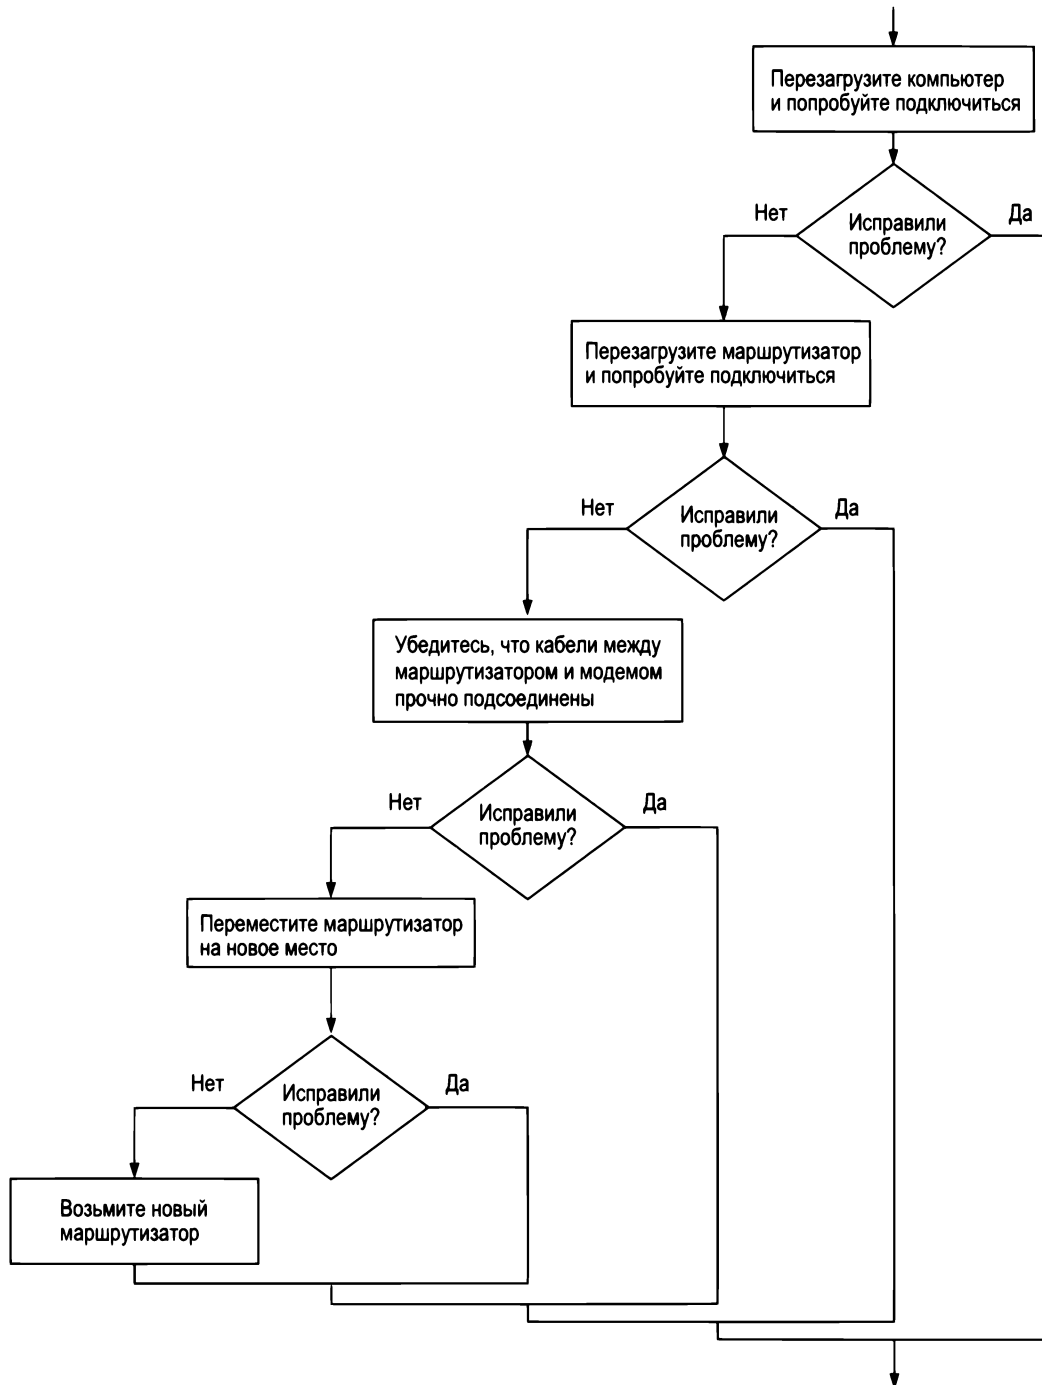 Перезагрузите компьютер
и попробуйте подключиться
Нет
Исправили
проблему?
Да
Перезагрузите маршрутизатор
и попробуйте подключиться
Нет
Исправили
проблему?
Да
Убедитесь, что кабели между
маршрутизатором и модемом
прочно подсоединены
Нет
Исправили
проблему?
Да
Переместите маршрутизатор
на новое место
Нет
Исправили
проблему?
Да
Возьмите новый
маршрутизатор